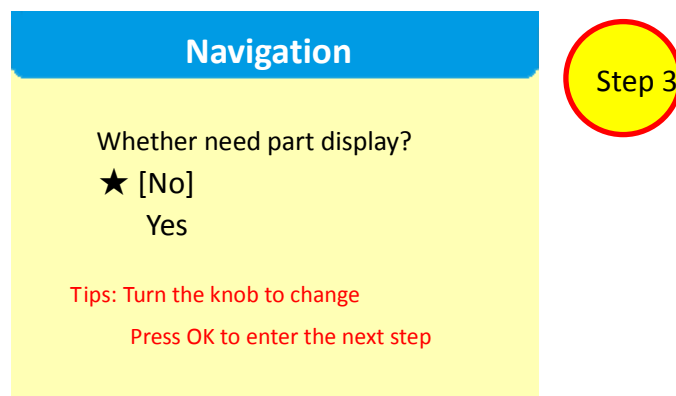 Navigation
Step 3
Whether need part display?
★ [No]
Yes
Tips: Turn the knob to change
Press OK to enter the next step